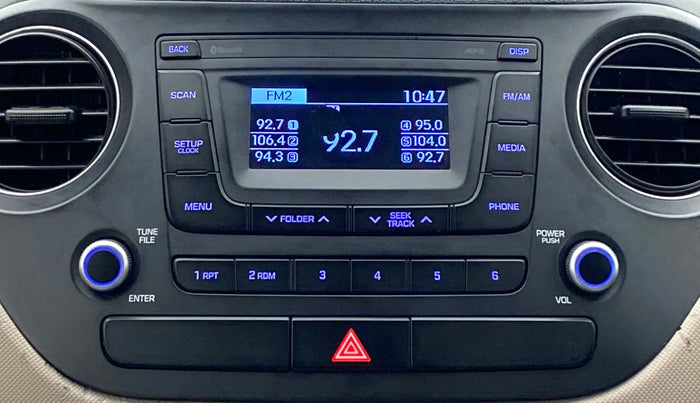 BACK Bluetooth MP3 DISP
SCAN FM2 10:47 FM/AM
92.7 1 4 95.0
106.4 2 92.7 5 104.0
94.3 3 6 92.7
SETUP
CLOCK
MEDIA
MENU FOLDER SEEK
TRACK
PHONE
TUNE
FILE
POWER
PUSH
1 RPT 2 RDM 3 4 5 6
ENTER VOL